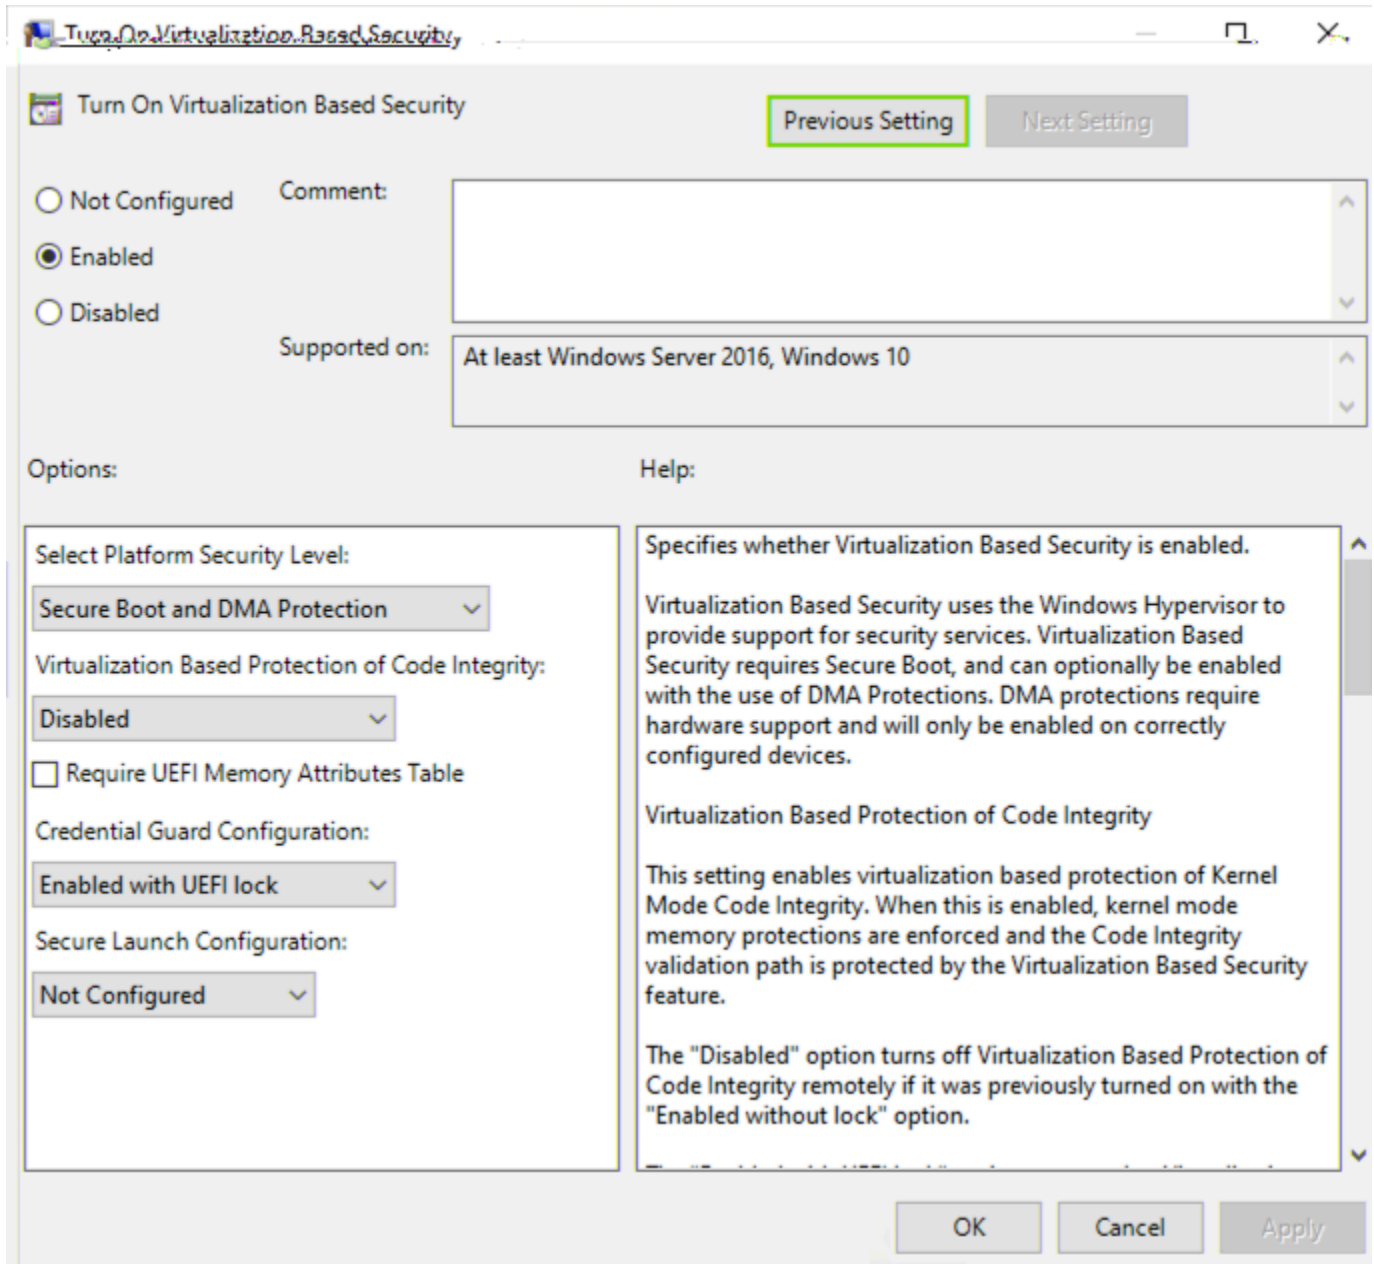 Turn On Virtualization Based Security
Turn On Virtualization Based Security
Previous Setting
Next Setting
Not Configured
Enabled
Disabled
Comment:
Supported on:
At least Windows Server 2016, Windows 10
Options:
Help:
Select Platform Security Level:
Secure Boot and DMA Protection
Virtualization Based Protection of Code Integrity:
Disabled
Require UEFI Memory Attributes Table
Credential Guard Configuration:
Enabled with UEFI lock
Secure Launch Configuration:
Not Configured
Specifies whether Virtualization Based Security is enabled.
Virtualization Based Security uses the Windows Hypervisor to
provide support for security services. Virtualization Based
Security requires Secure Boot, and can optionally be enabled
with the use of DMA Protections. DMA protections require
hardware support and will only be enabled on correctly
configured devices.
Virtualization Based Protection of Code Integrity
This setting enables virtualization based protection of Kernel
Mode Code Integrity. When this is enabled, kernel mode
memory protections are enforced and the Code Integrity
validation path is protected by the Virtualization Based Security
feature.
The "Disabled" option turns off Virtualization Based Protection of
Code Integrity remotely if it was previously turned on with the
"Enabled without lock" option.
OK
Cancel
Apply